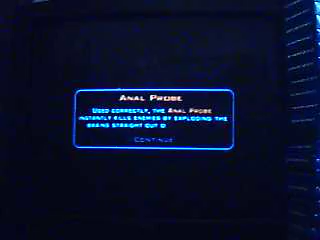 Anal Probe
Used correctly, the Anal Probe
instantly kills enemies by exploding the
brains straight out o
Continue